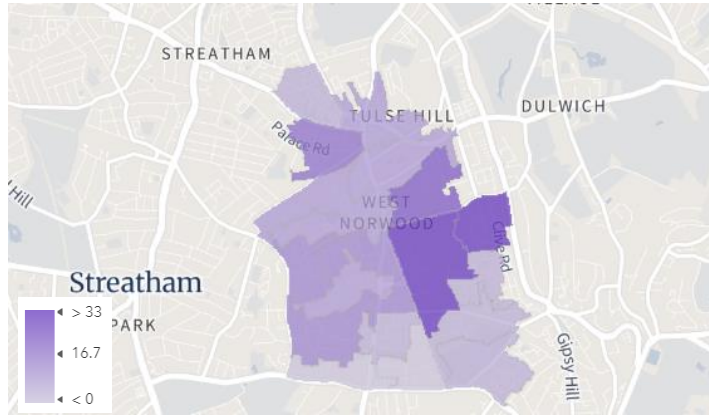 STREATHAM
TULSE HILL
DULWICH
Palace Rd
WEST
NORWOOD
Clive Rd
Hill
Streatham
PARK
Gipsy Hill
> 33
16.7
< 0